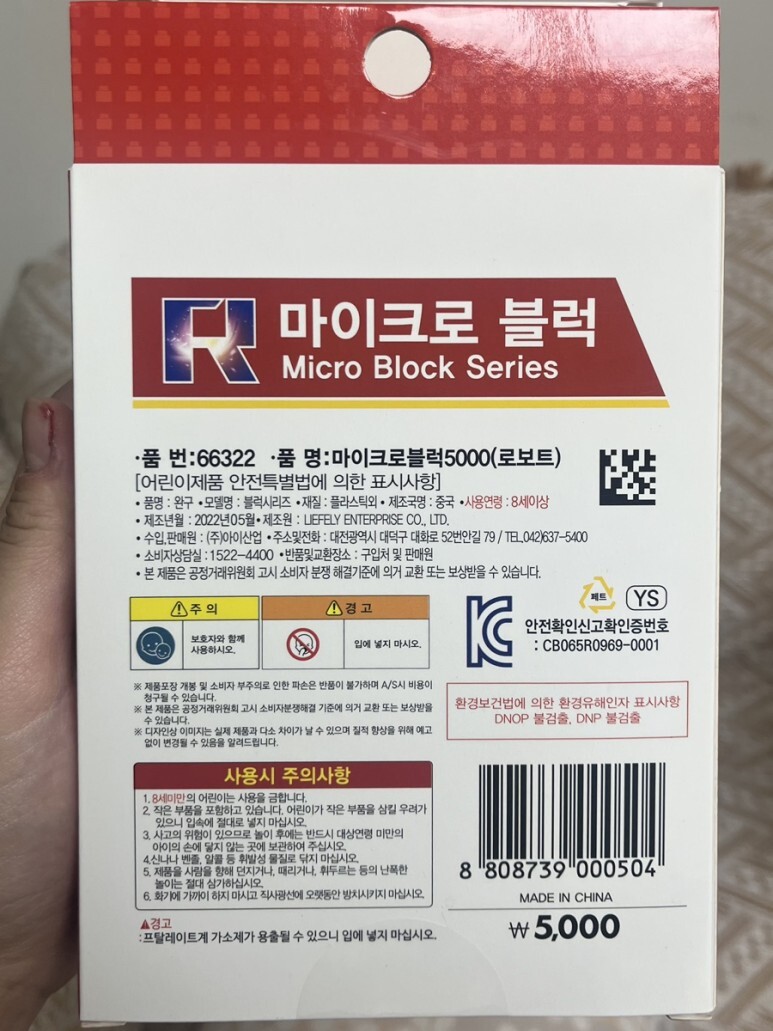 R
마이크로 블럭
Micro Block Series
·품 번:66322 ·품 명:마이크로블럭5000(로보트)
[어린이제품 안전특별법에 의한 표시사항]
• 품명 : 완구 •모델명 : 블럭시리즈 • 재질 : 플라스틱외 • 제조국명 : 중국 •사용연령 : 8세이상
• 제조년월 : 2022년05월• 제조원 : LIEFELY ENTERPRISE CO., LTD.
• 수입,판매원 : (주)아이산업 •주소및전화 : 대전광역시 대덕구 대화로 52번안길 79 / TEL,042)637-5400
• 소비자상담실 : 1522-4400 •반품및교환장소 : 구입처 및 판매원
• 본 제품은 공정거래위원회 고시 소비자 분쟁 해결기준에 의거 교환 또는 보상받을 수 있습니다.
주 의
보호자와 함께
사용하시오.
경 고
입에 넣지 마시오.
페트
YS
안전확인신고확인증번호
: CB065R0969-0001
※ 제품포장 개봉 및 소비자 부주의로 인한 파손은 반품이 불가하며 A/S시 비용이
청구될 수 있습니다.
※ 본 제품은 공정거래위원회 고시 소비자분쟁해결 기준에 의거 교환 또는 보상받을
수 있습니다.
※ 디자인상 이미지는 실제 제품과 다소 차이가 날 수 있으며 질적 향상을 위해 예고
없이 변경될 수 있음을 알려드립니다.
환경보건법에 의한 환경유해인자 표시사항
DNOP 불검출, DNP 불검출
사용시 주의사항
1. 8세미만의 어린이는 사용을 금합니다.
2. 작은 부품을 포함하고 있습니다. 어린이가 작은 부품을 삼킬 우려가
있으니 입속에 절대로 넣지 마십시오.
3. 사고의 위험이 있으므로 놀이 후에는 반드시 대상연령 미만의
아이의 손에 닿지 않는 곳에 보관하여 주십시오.
4.신나나 벤졸, 알콜 등 휘발성 물질로 닦지 마십시오.
5. 제품을 사람을 향해 던지거나, 때리거나, 휘두르는 등의 난폭한
놀이는 절대 삼가하십시오.
6. 화기에 가까이 하지 마시고 직사광선에 오랫동안 방치시키지 마십시오.
8 808739 000504
MADE IN CHINA
₩ 5,000
경고
:프탈레이트계 가소제가 용출될 수 있으니 입에 넣지 마십시오.